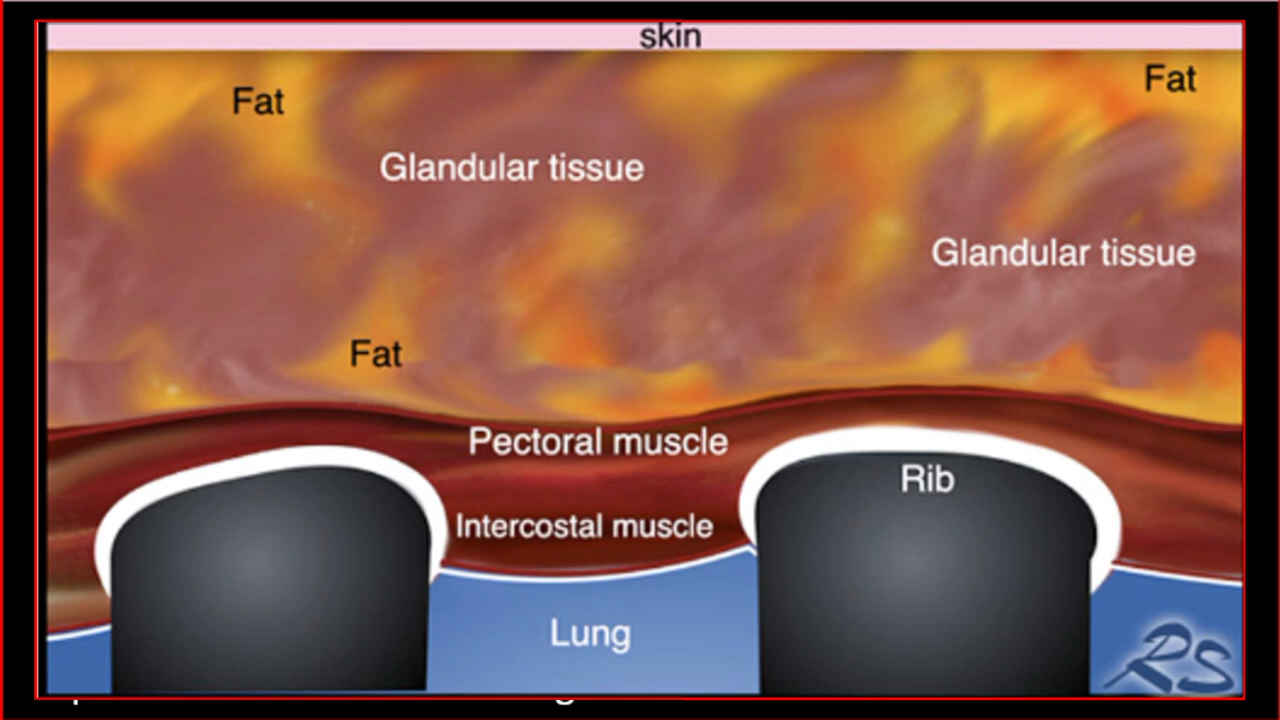 skin
Fat
Fat
Glandular tissue
Glandular tissue
Fat
Pectoral muscle
Rib
Intercostal muscle
Lung
RS